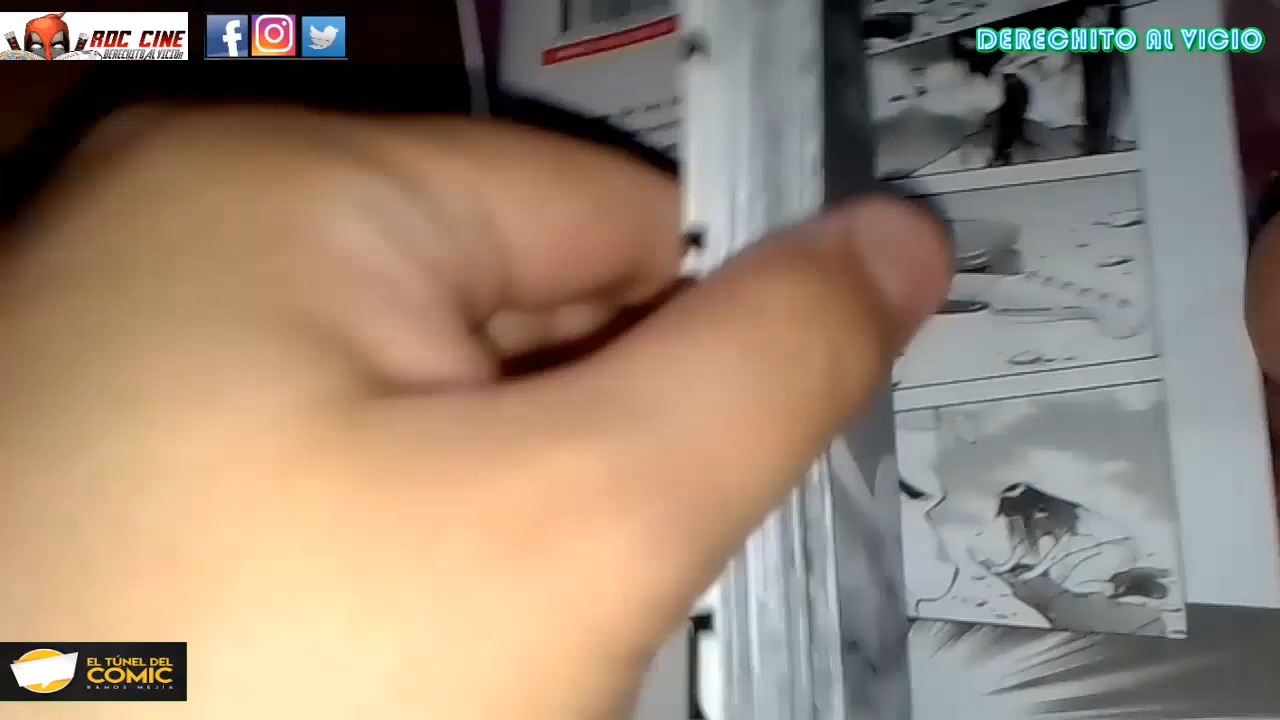 ROC CINE
DERECHITO AL VICIO!
DERECHITO AL VICIO
EL TÚNEL DEL
COMIC
RAMOS MEJÍA